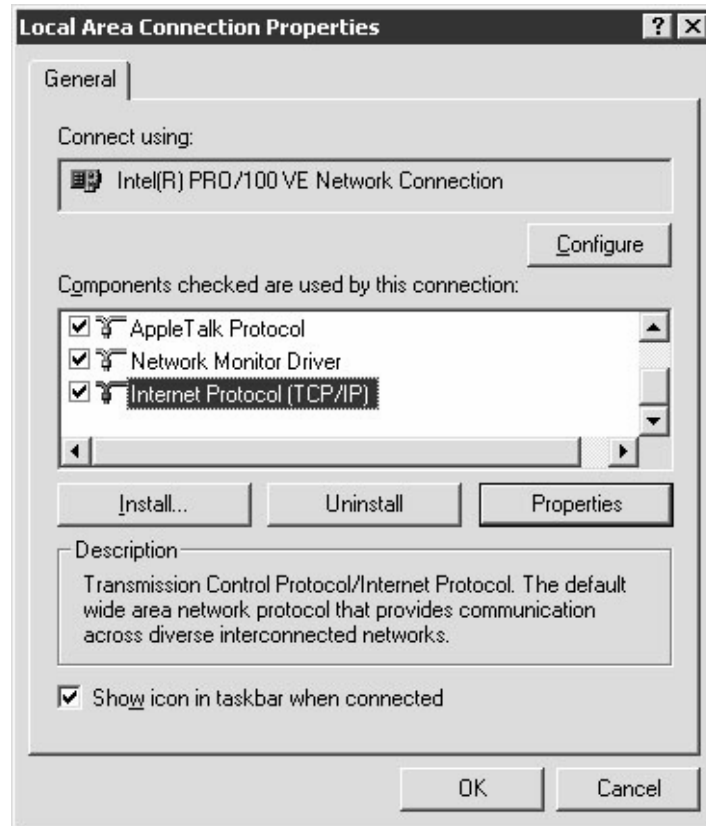 Local Area Connection Properties
General
Connect using:
Intel(R) PRO/100 VE Network Connection
Configure
Components checked are used by this connection:
AppleTalk Protocol
Network Monitor Driver
Internet Protocol (TCP/IP)
Install... Uninstall Properties
Description
Transmission Control Protocol/Internet Protocol. The default
wide area network protocol that provides communication
across diverse interconnected networks.
Show icon in taskbar when connected
OK Cancel